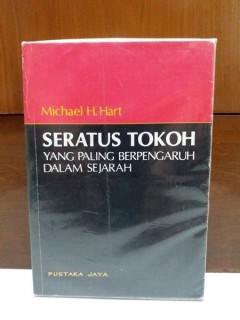 Michael H. Hart
SERATUS TOKOH
YANG PALING BERPENGARUH
DALAM SEJARAH
PUSTAKA JAYA